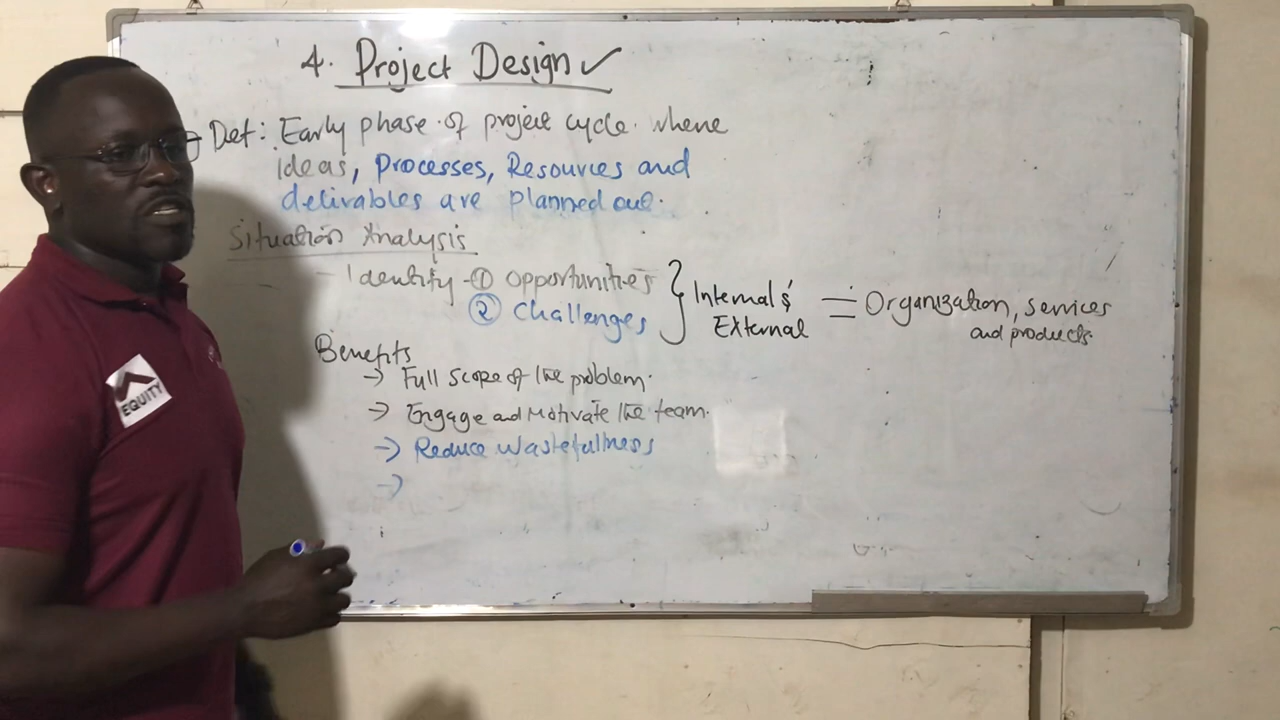 4. Project Design ✓
→ Def: Early phase of project cycle where
ideas, Processes, Resources and
delivables are planned out.
Situation Analysis
- Identify - ① Opportunities
② Challenges
} Internal & External
= Organization, services
and products.
Benefits
→ Full Scope of the problem.
→ Engage and Motivate the team.
→ Reduce Wastefullness
→
EQUITY